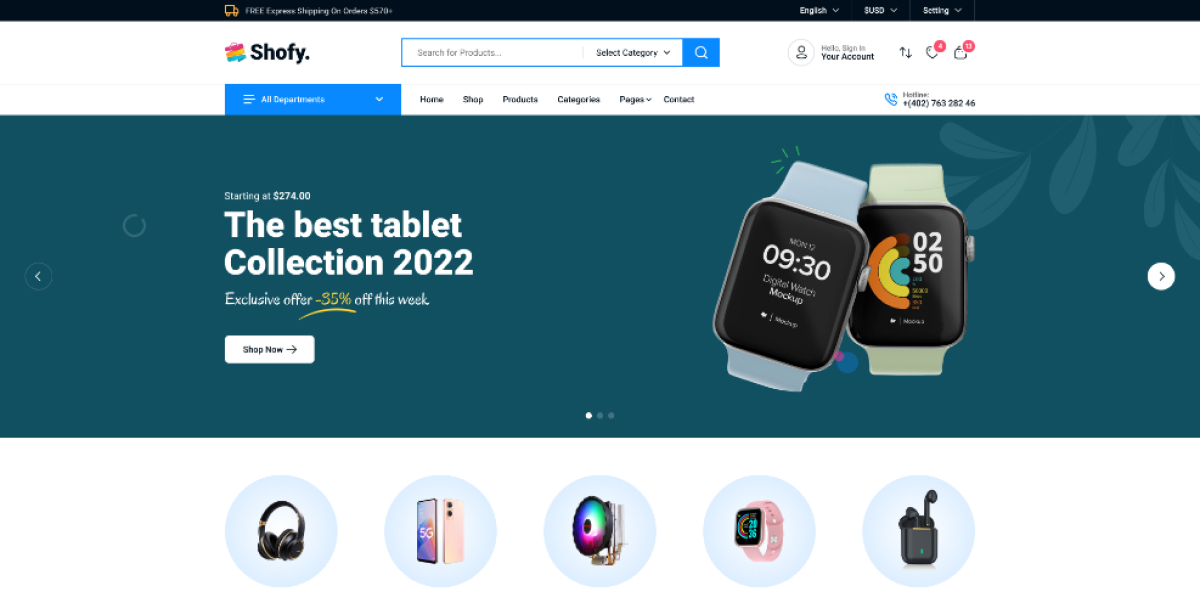 FREE Express Shipping On Orders $570+
English
$USD
Setting
Shofy.
Search for Products...
Select Category
Hello, Sign In
Your Account
4
13
All Departments
Home
Shop
Products
Categories
Pages
Contact
Hotline:
+(402) 763 282 46
Starting at $274.00
The best tablet
Collection 2022
Exclusive offer -35% off this week
Shop Now
MON 12
09:30
Digital Watch
Mockup
Mockup
02
50
Mockup
5G